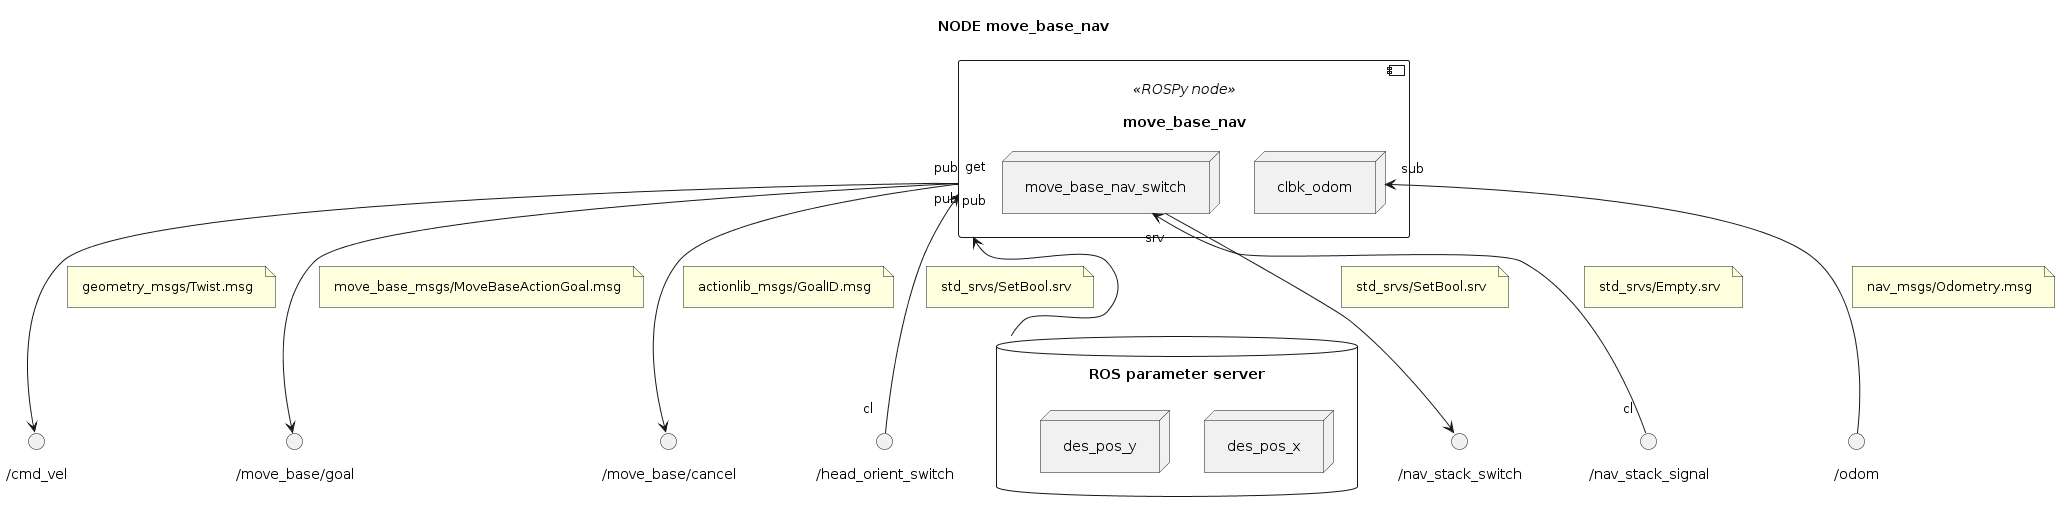 NODE move_base_nav
«ROSPy node»
move_base_nav
pub
get
sub
move_base_nav_switch
clbk_odom
pub
pub
srv
geometry_msgs/Twist.msg
move_base_msgs/MoveBaseActionGoal.msg
actionlib_msgs/GoalID.msg
std_srvs/SetBool.srv
std_srvs/SetBool.srv
std_srvs/Empty.srv
nav_msgs/Odometry.msg
ROS parameter server
cl
cl
des_pos_y
des_pos_x
/cmd_vel
/move_base/goal
/move_base/cancel
/head_orient_switch
/nav_stack_switch
/nav_stack_signal
/odom